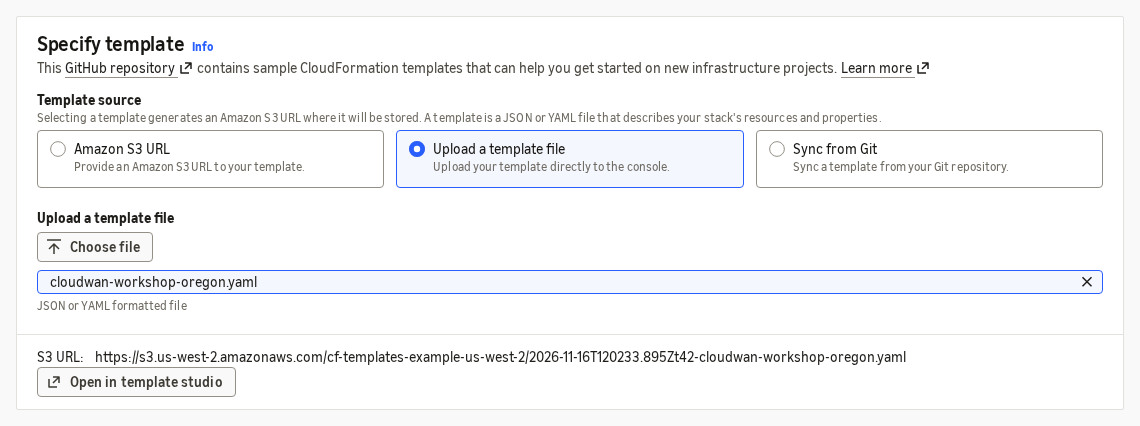 Specify template Info
This GitHub repository contains sample CloudFormation templates that can help you get started on new infrastructure projects. Learn more
Template source
Selecting a template generates an Amazon S3 URL where it will be stored. A template is a JSON or YAML file that describes your stack's resources and properties.
Amazon S3 URL
Provide an Amazon S3 URL to your template.
Upload a template file
Upload your template directly to the console.
Sync from Git
Sync a template from your Git repository.
Upload a template file
Choose file
cloudwan-workshop-oregon.yaml
JSON or YAML formatted file
S3 URL: https://s3.us-west-2.amazonaws.com/cf-templates-example-us-west-2/2026-11-16T120233.895Zt42-cloudwan-workshop-oregon.yaml
Open in template studio